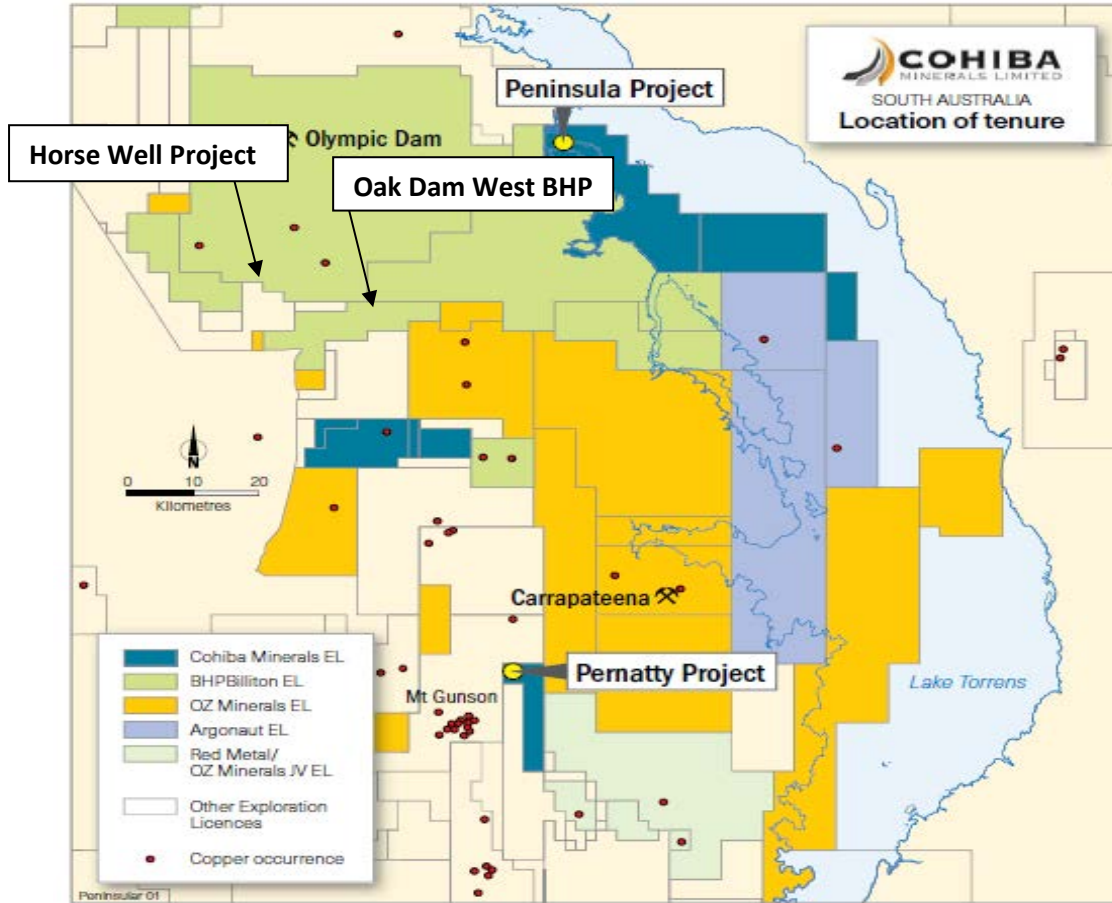 COHIBA
MINERALS LIMITED
SOUTH AUSTRALIA
Location of tenure
Peninsula Project
Horse Well Project
Olympic Dam
Oak Dam West BHP
N
0 10 20
Kilometres
Carrapateena
Pernatty Project
Mt Gunson
Lake Torrens
Cohiba Minerals EL
BHPBilliton EL
OZ Minerals EL
Argonaut EL
Red Metal/
OZ Minerals JV EL
Other Exploration
Licences
Copper occurrence
Peninsular 01